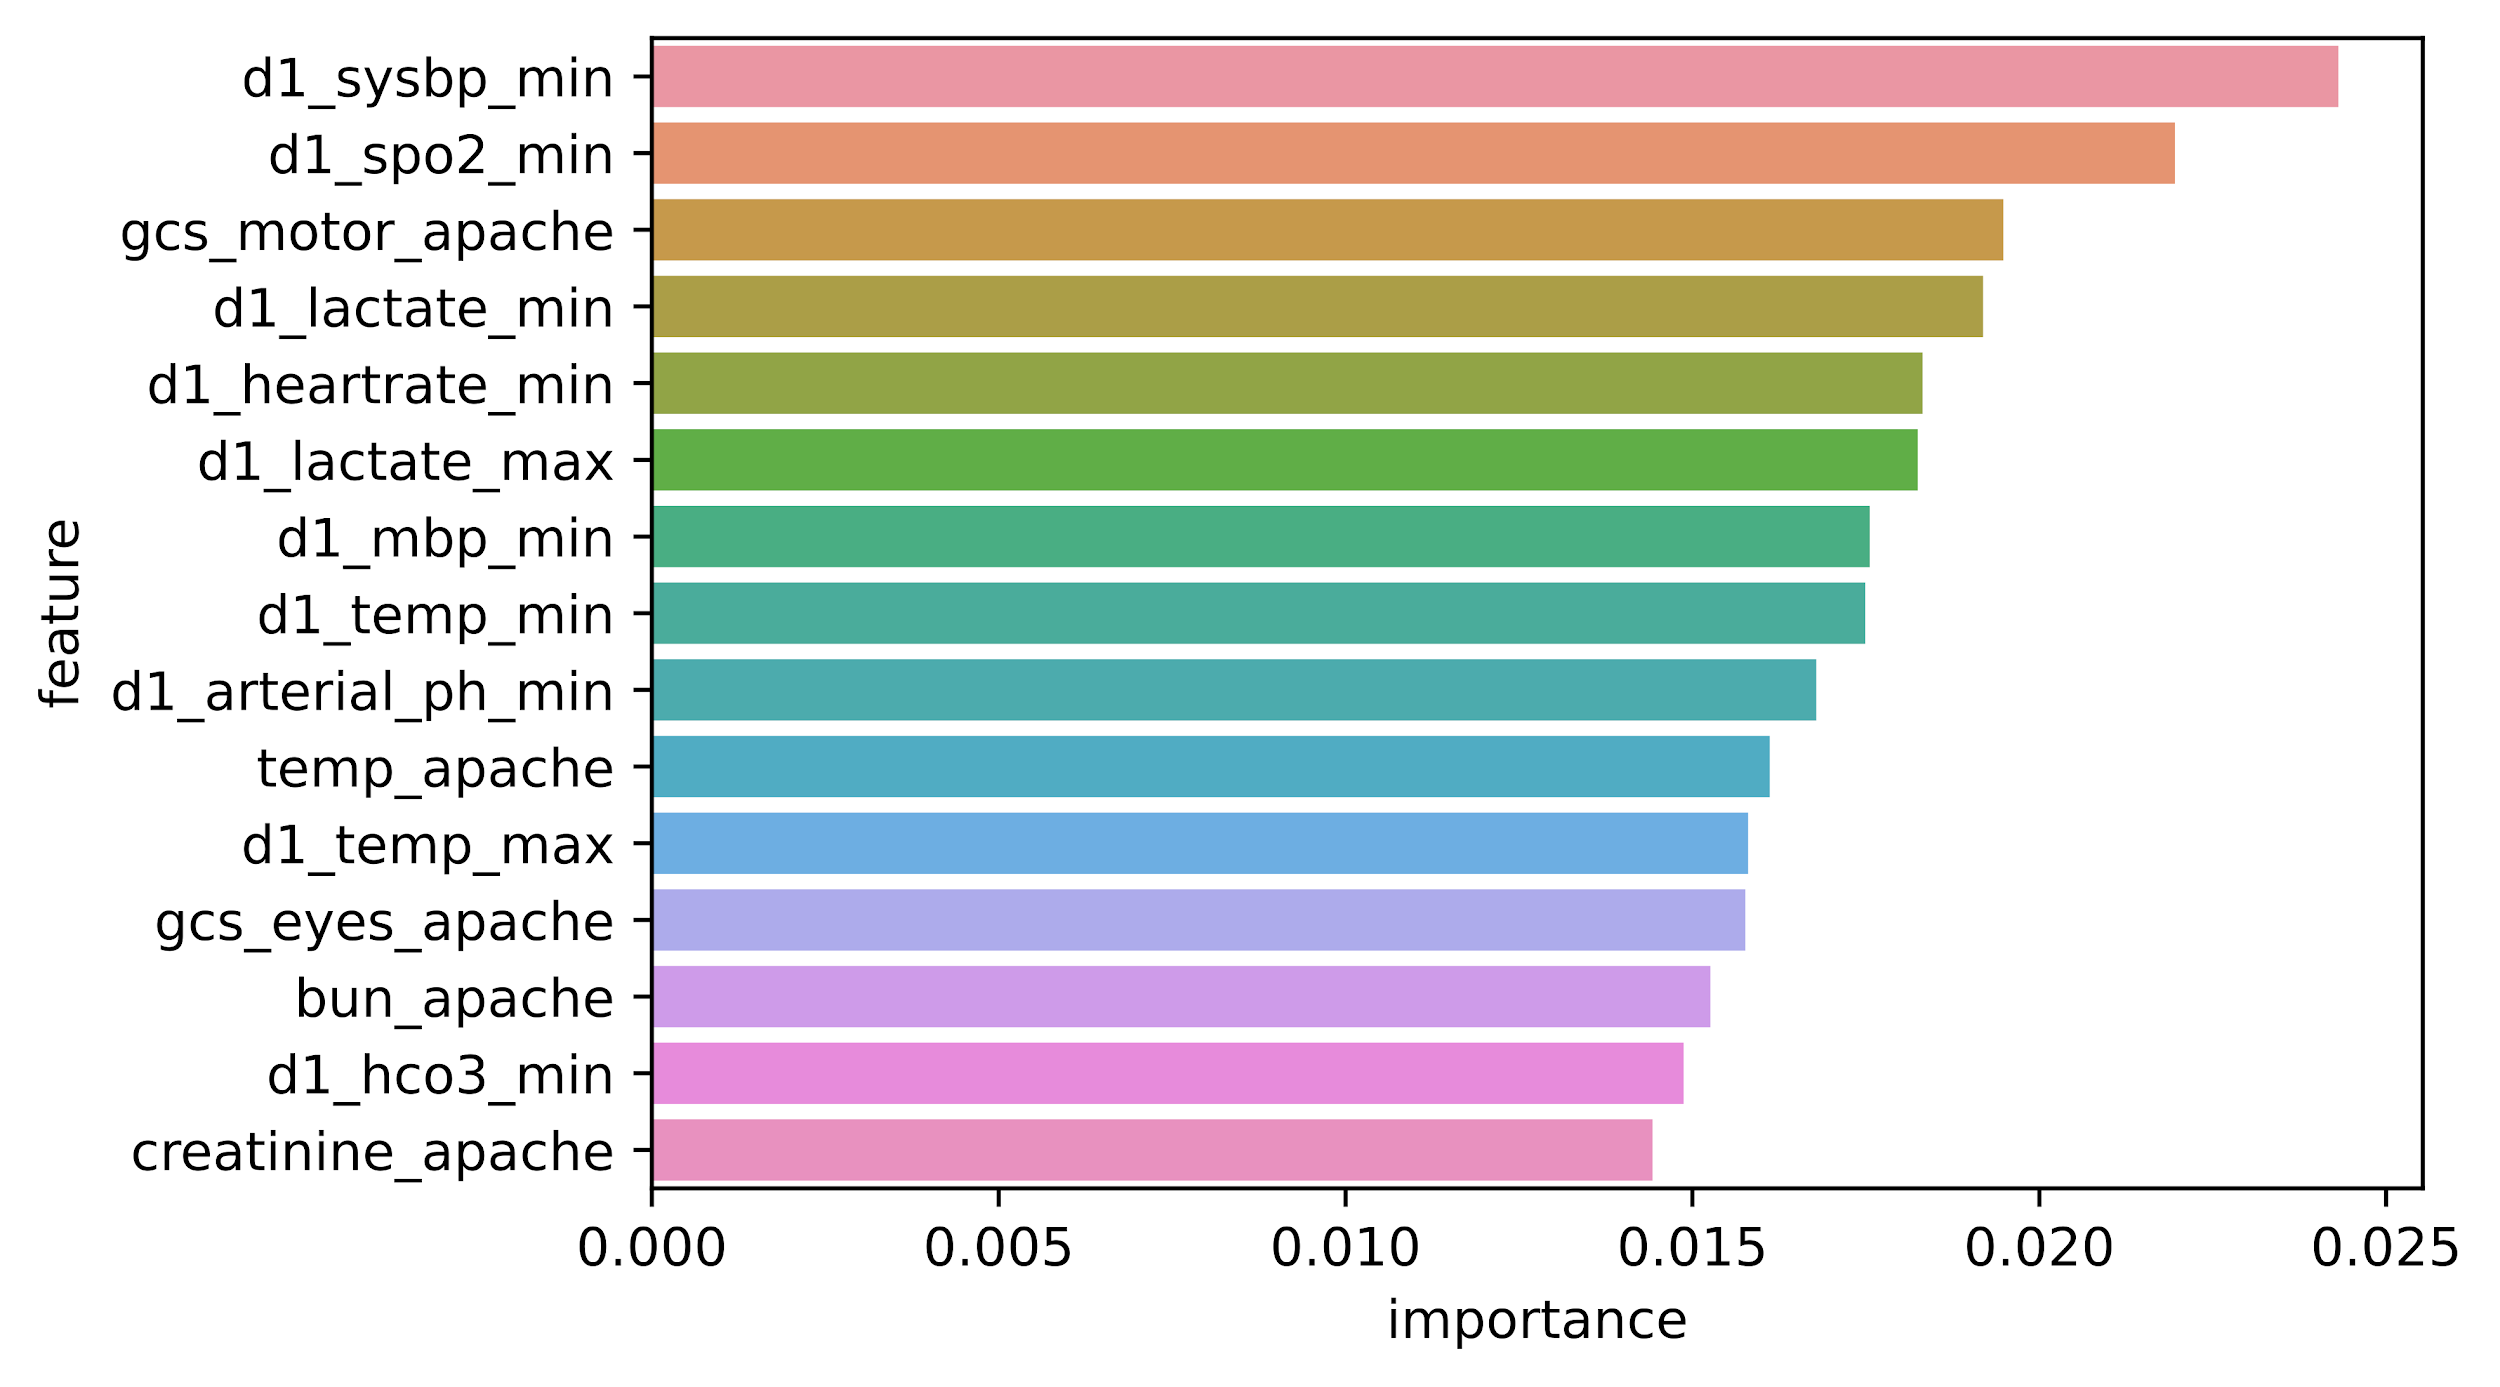 d1_sysbp_min
d1_spo2_min
gcs_motor_apache
d1_lactate_min
d1_heartrate_min
d1_lactate_max
d1_mbp_min
d1_temp_min
d1_arterial_ph_min
temp_apache
d1_temp_max
gcs_eyes_apache
bun_apache
d1_hco3_min
creatinine_apache
feature
0.000 0.005 0.010 0.015 0.020 0.025
importance